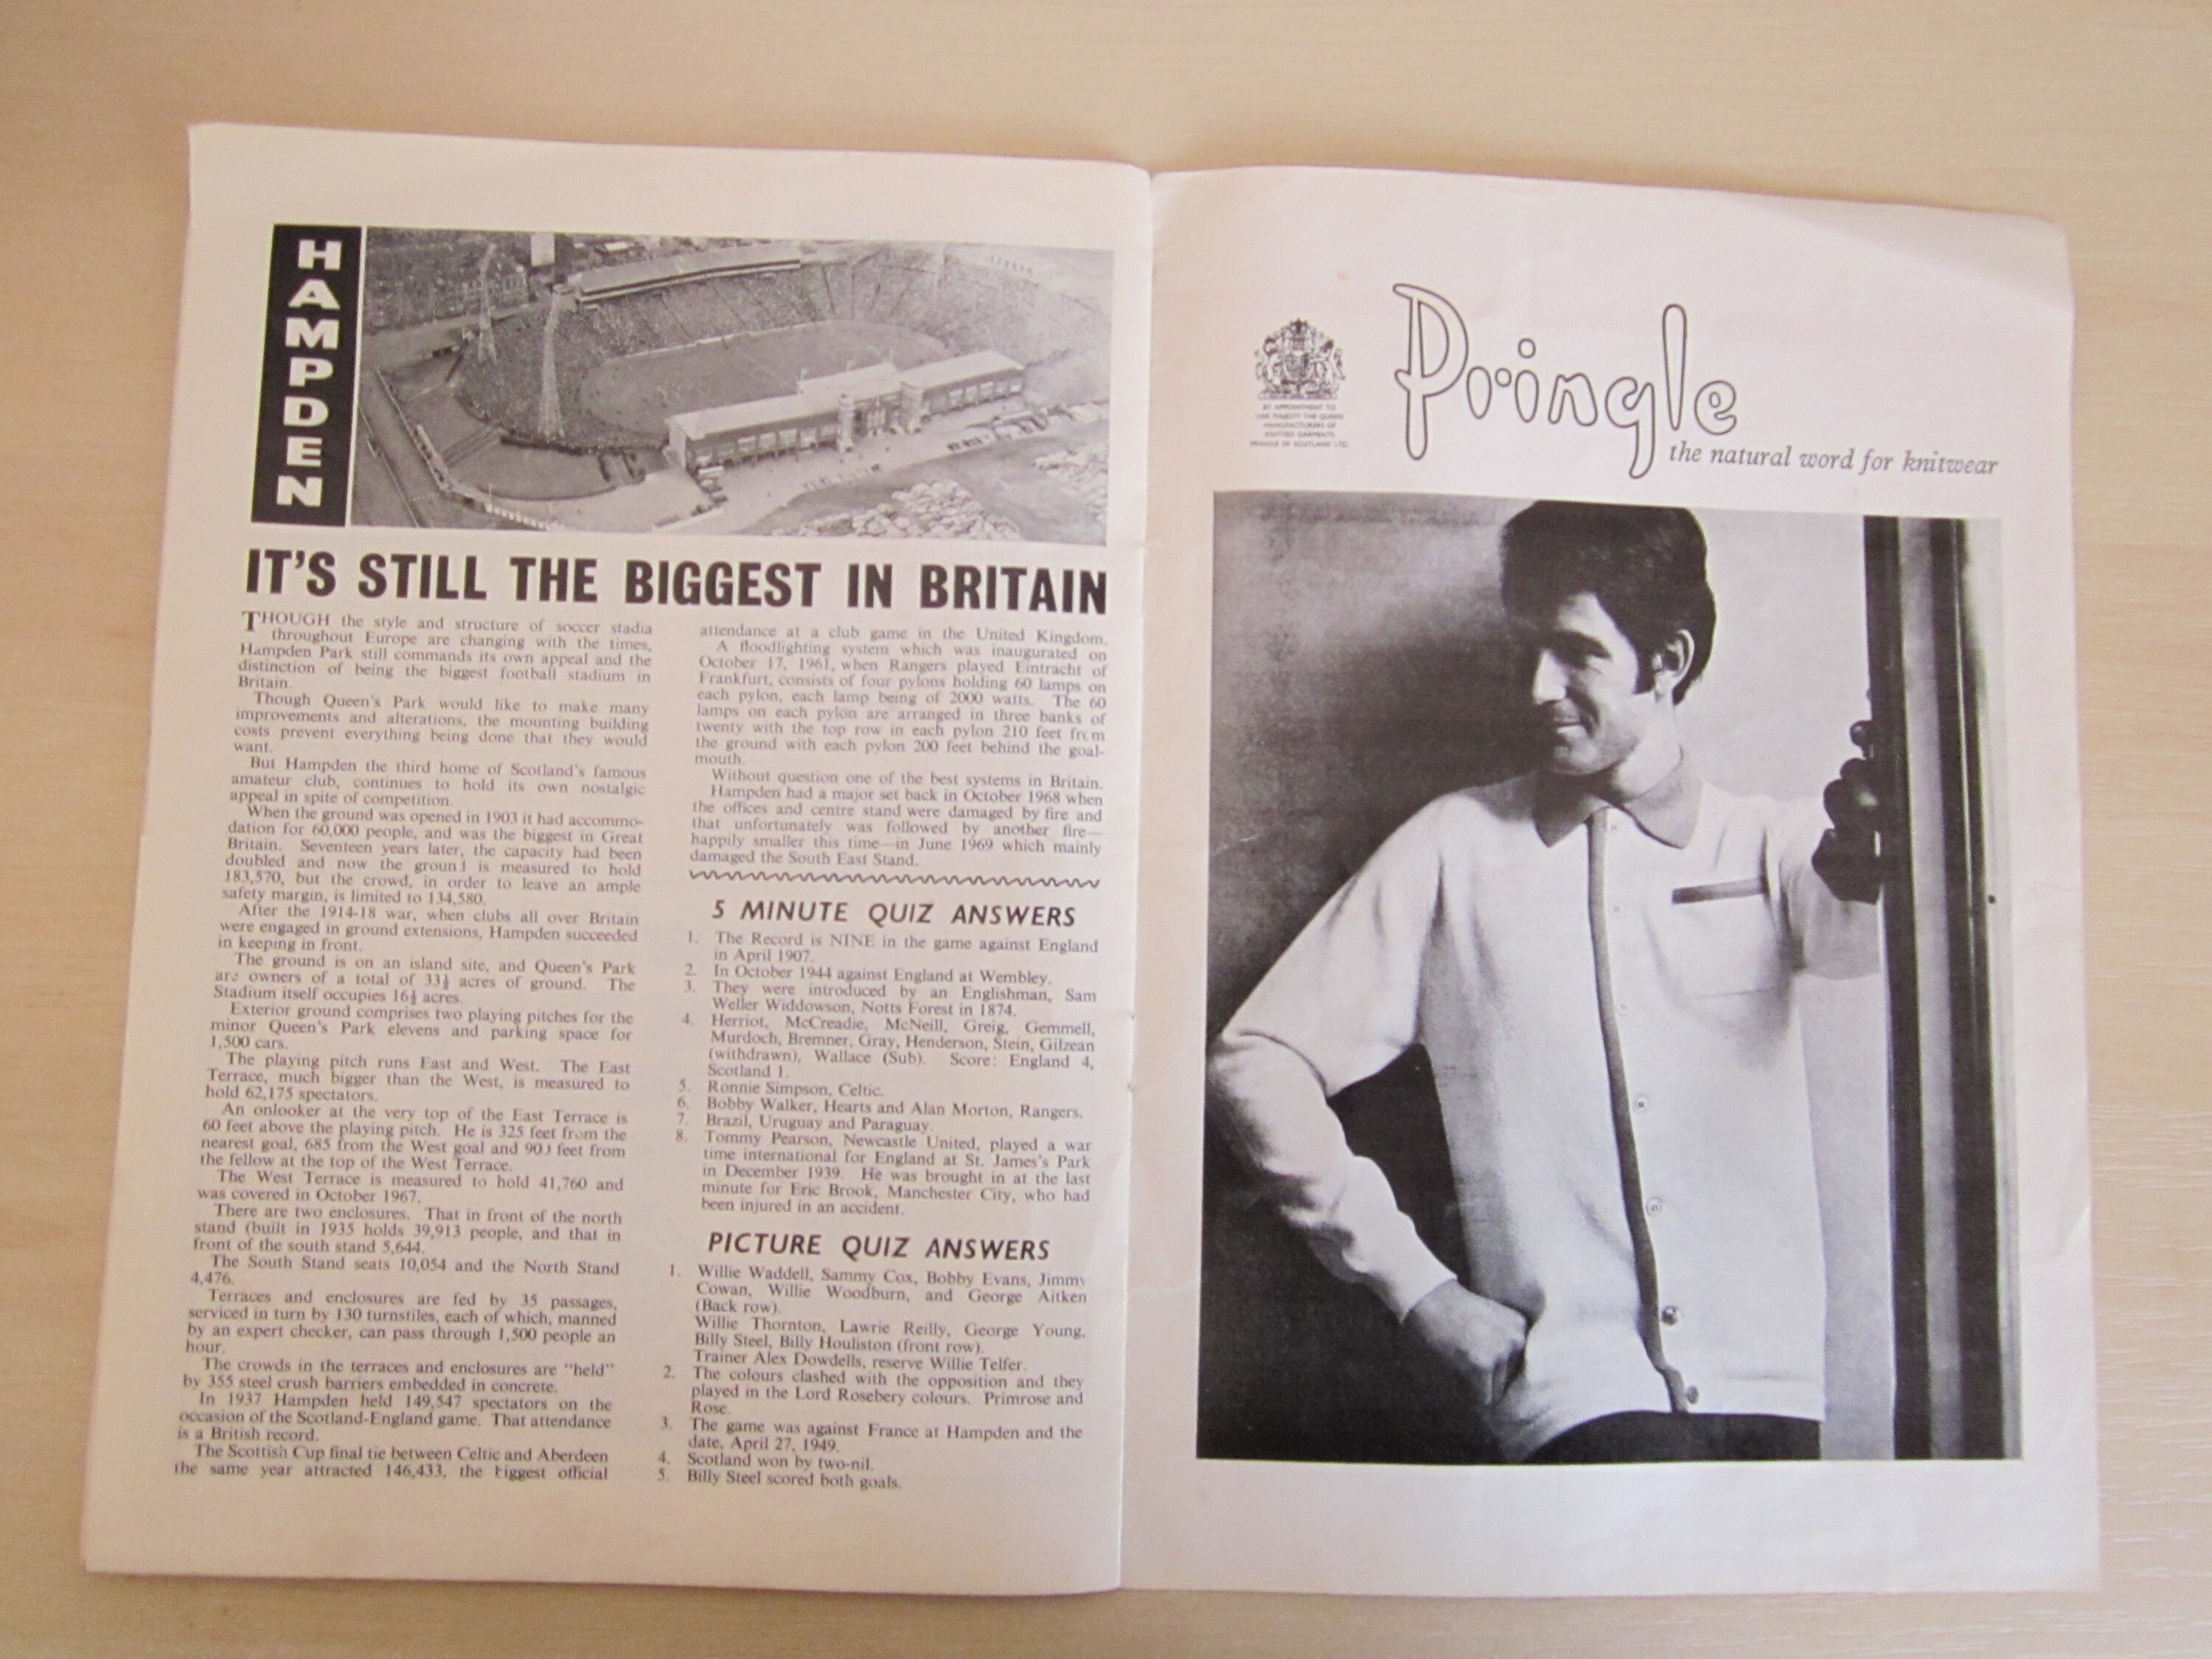 HAMPDEN
IT'S STILL THE BIGGEST IN BRITAIN
THOUGH the style and structure of soccer stadia
throughout Europe are changing with the times,
Hampden Park still commands its own appeal and the
distinction of being the biggest football stadium in
Britain.
Though Queen's Park would like to make many
improvements and alterations, the mounting building
costs prevent everything being done that they would
want.
But Hampden the third home of Scotland's famous
amateur club, continues to hold its own nostalgic
appeal in spite of competition.
When the ground was opened in 1903 it had accommo-
dation for 60,000 people, and was the biggest in Great
Britain. Seventeen years later, the capacity had been
doubled and now the ground is measured to hold
183,570, but the crowd, in order to leave an ample
safety margin, is limited to 134,580.
After the 1914-18 war, when clubs all over Britain
were engaged in ground extensions, Hampden succeeded
in keeping in front.
The ground is on an island site, and Queen's Park
are owners of a total of 33½ acres of ground. The
Stadium itself occupies 16½ acres.
Exterior ground comprises two playing pitches for the
minor Queen's Park elevens and parking space for
1,500 cars.
The playing pitch runs East and West. The East
Terrace, much bigger than the West, is measured to
hold 62,175 spectators.
An onlooker at the very top of the East Terrace is
60 feet above the playing pitch. He is 325 feet from the
nearest goal, 685 from the West goal and 900 feet from
the fellow at the top of the West Terrace.
The West Terrace is measured to hold 41,760 and
was covered in October 1967.
There are two enclosures. That in front of the north
stand (built in 1935 holds 39,913 people, and that in
front of the south stand 5,644.
The South Stand seats 10,054 and the North Stand
4,476.
Terraces and enclosures are fed by 35 passages,
serviced in turn by 130 turnstiles, each of which, manned
by an expert checker, can pass through 1,500 people an
hour.
The crowds in the terraces and enclosures are "held"
by 355 steel crush barriers embedded in concrete.
In 1937 Hampden held 149,547 spectators on the
occasion of the Scotland-England game. That attendance
is a British record.
The Scottish Cup final tie between Celtic and Aberdeen
the same year attracted 146,433, the biggest official
attendance at a club game in the United Kingdom.
A floodlighting system which was inaugurated on
October 17, 1961, when Rangers played Eintracht of
Frankfurt, consists of four pylons holding 60 lamps on
each pylon, each lamp being of 2000 watts. The 60
lamps on each pylon are arranged in three banks of
twenty with the top row in each pylon 210 feet from
the ground with each pylon 200 feet behind the goal-
mouth.
Without question one of the best systems in Britain.
Hampden had a major set back in October 1968 when
the offices and centre stand were damaged by fire and
that unfortunately was followed by another fire—
happily smaller this time—in June 1969 which mainly
damaged the South East Stand.
5 MINUTE QUIZ ANSWERS
1. The Record is NINE in the game against England
in April 1907.
2. In October 1944 against England at Wembley.
3. They were introduced by an Englishman, Sam
Weller Widdowson, Notts Forest in 1874.
4. Herriot, McCreadie, McNeill, Greig, Gemmell,
Murdoch, Bremner, Gray, Henderson, Stein, Gilzean
(withdrawn), Wallace (Sub). Score: England 4,
Scotland 1.
5. Ronnie Simpson, Celtic.
6. Bobby Walker, Hearts and Alan Morton, Rangers.
7. Brazil, Uruguay and Paraguay.
8. Tommy Pearson, Newcastle United, played a war
time international for England at St. James's Park
in December 1939. He was brought in at the last
minute for Eric Brook, Manchester City, who had
been injured in an accident.
PICTURE QUIZ ANSWERS
1. Willie Waddell, Sammy Cox, Bobby Evans, Jimmy
Cowan, Willie Woodburn, and George Aitken
(Back row).
Willie Thornton, Lawrie Reilly, George Young,
Billy Steel, Billy Houliston (front row).
Trainer Alex Dowdells, reserve Willie Telfer.
2. The colours clashed with the opposition and they
played in the Lord Rosebery colours. Primrose and
Rose.
3. The game was against France at Hampden and the
date, April 27, 1949.
4. Scotland won by two-nil.
5. Billy Steel scored both goals.
BY APPOINTMENT TO
HER MAJESTY THE QUEEN
MANUFACTURERS OF
KNITTED GARMENTS
PRINGLE OF SCOTLAND LTD.
Pringle
the natural word for knitwear